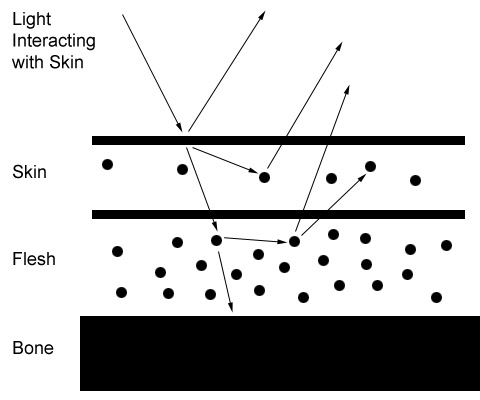 Light
Interacting
with Skin
Skin
Flesh
Bone